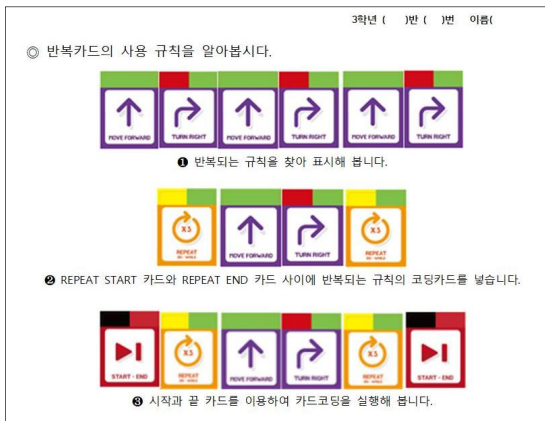 3학년 ( )반 ( )번 이름(
◎ 반복카드의 사용 규칙을 알아봅시다.
MOVE FORWARD TURN RIGHT MOVE FORWARD TURN RIGHT MOVE FORWARD TURN RIGHT
❶ 반복되는 규칙을 찾아 표시해 봅니다.
X3 X3
REPEAT MOVE FORWARD TURN RIGHT REPEAT
❷ REPEAT START 카드와 REPEAT END 카드 사이에 반복되는 규칙의 코딩카드를 넣습니다.
X3 X3
START - END REPEAT MOVE FORWARD TURN RIGHT REPEAT START - END
❸ 시작과 끝 카드를 이용하여 카드코딩을 실행해 봅니다.